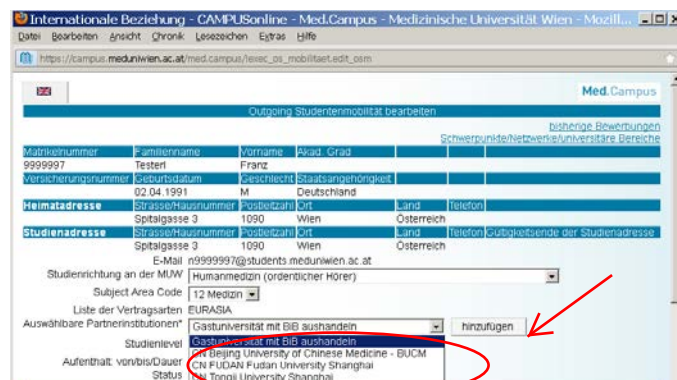 Internationale Beziehung - CAMPUSonline - Med.Campus - Medizinische Universität Wien - Mozill...
Datei Bearbeiten Ansicht Chronik Lesezeichen Extras Hilfe
https://campus.meduniwien.ac.at/med.campus/lexec_os_mobilitaet.edit_osm
Med.Campus
Outgoing Studentenmobilität bearbeiten
bisherige Bewerbungen
Schwerpunkte/Netzwerke/universitäre Bereiche
Matrikelnummer Familienname Vorname Akad. Grad
9999997 Testerl Franz
Versicherungsnummer Geburtsdatum Geschlecht Staatsangehörigkeit
02.04.1991 M Deutschland
Heimatadresse Strasse/Hausnummer Postleitzahl Ort Land Telefon
Spitalgasse 3 1090 Wien Österreich
Studienadresse Strasse/Hausnummer Postleitzahl Ort Land Telefon Gültigkeitsende der Studienadresse
Spitalgasse 3 1090 Wien Österreich
E-Mail n9999997@students.meduniwien.ac.at
Studienrichtung an der MUW Humanmedizin (ordentlicher Hörer)
Subject Area Code 12 Medizin
Liste der Vertragsarten EURASIA
Auswählbare Partnerinstitutionen* Gastuniversität mit BiB aushandeln hinzufügen
Studienlevel Gastuniversität mit BiB aushandeln
CN Beijing University of Chinese Medicine - BUCM
Aufenthalt: von/bis/Dauer CN FUDAN Fudan University Shanghai
Status CN Tongji University Shanghai